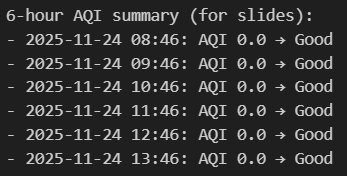 6-hour AQI summary (for slides):
- 2025-11-24 08:46: AQI 0.0 → Good
- 2025-11-24 09:46: AQI 0.0 → Good
- 2025-11-24 10:46: AQI 0.0 → Good
- 2025-11-24 11:46: AQI 0.0 → Good
- 2025-11-24 12:46: AQI 0.0 → Good
- 2025-11-24 13:46: AQI 0.0 → Good